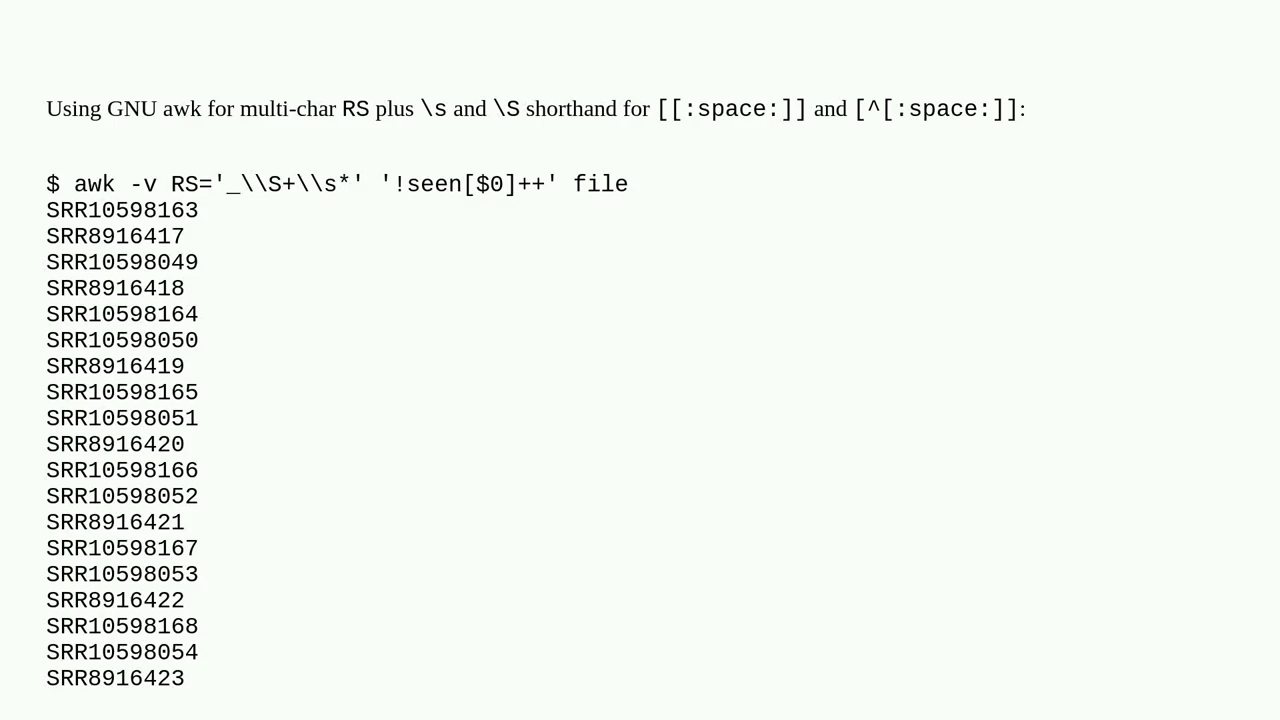 Using GNU awk for multi-char RS plus \s and \S shorthand for [[:space:]] and [^[:space:]]:
$ awk -v RS='_\\S+\\s*' '!seen[$0]++' file
SRR10598163
SRR8916417
SRR10598049
SRR8916418
SRR10598164
SRR10598050
SRR8916419
SRR10598165
SRR10598051
SRR8916420
SRR10598166
SRR10598052
SRR8916421
SRR10598167
SRR10598053
SRR8916422
SRR10598168
SRR10598054
SRR8916423